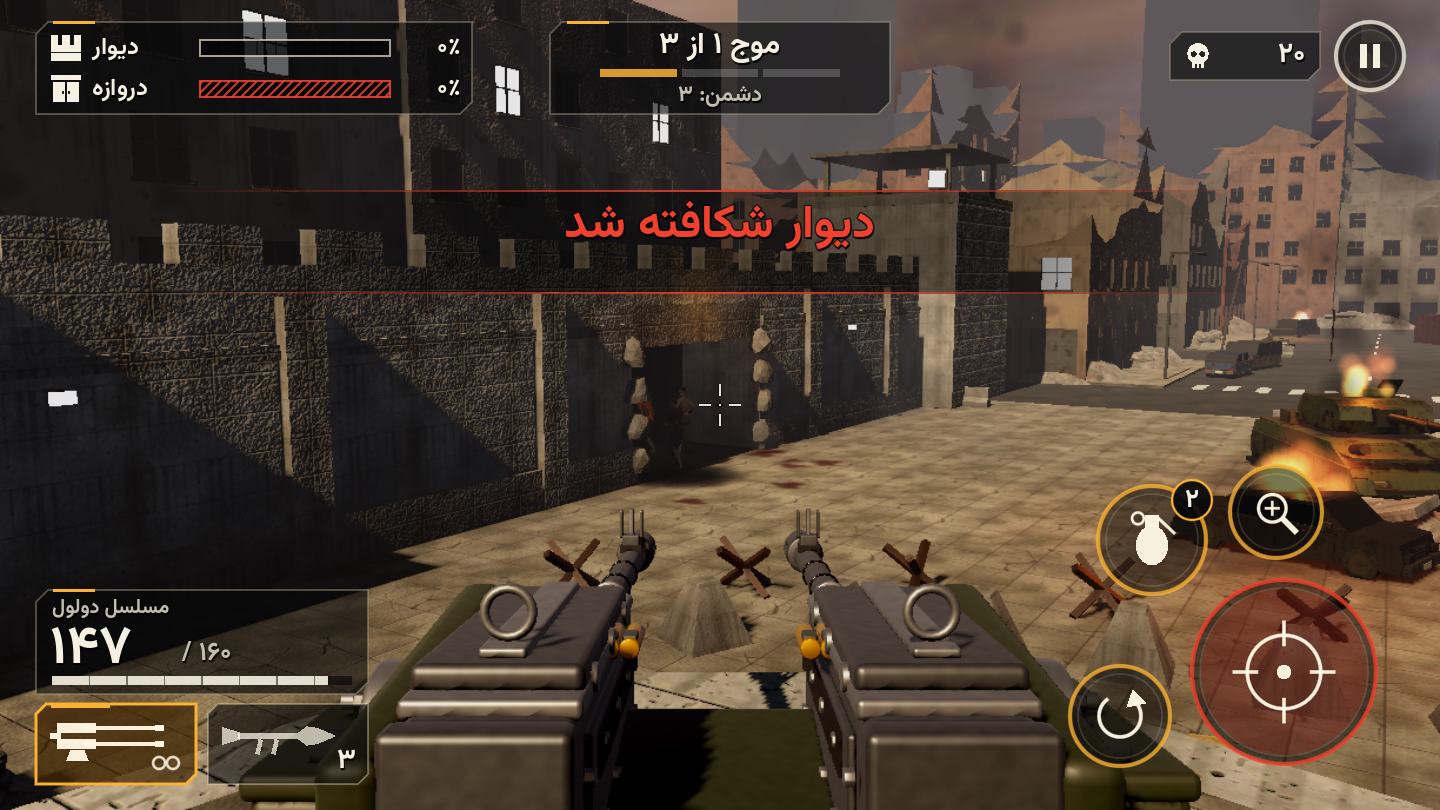 دیوار ۰٪
دروازه ۰٪
موج ۱ از ۳
دشمن: ۳
۲۰
دیوار شکافته شد
۲
مسلسل دولول
۱۴۷ / ۱۶۰
∞
۳